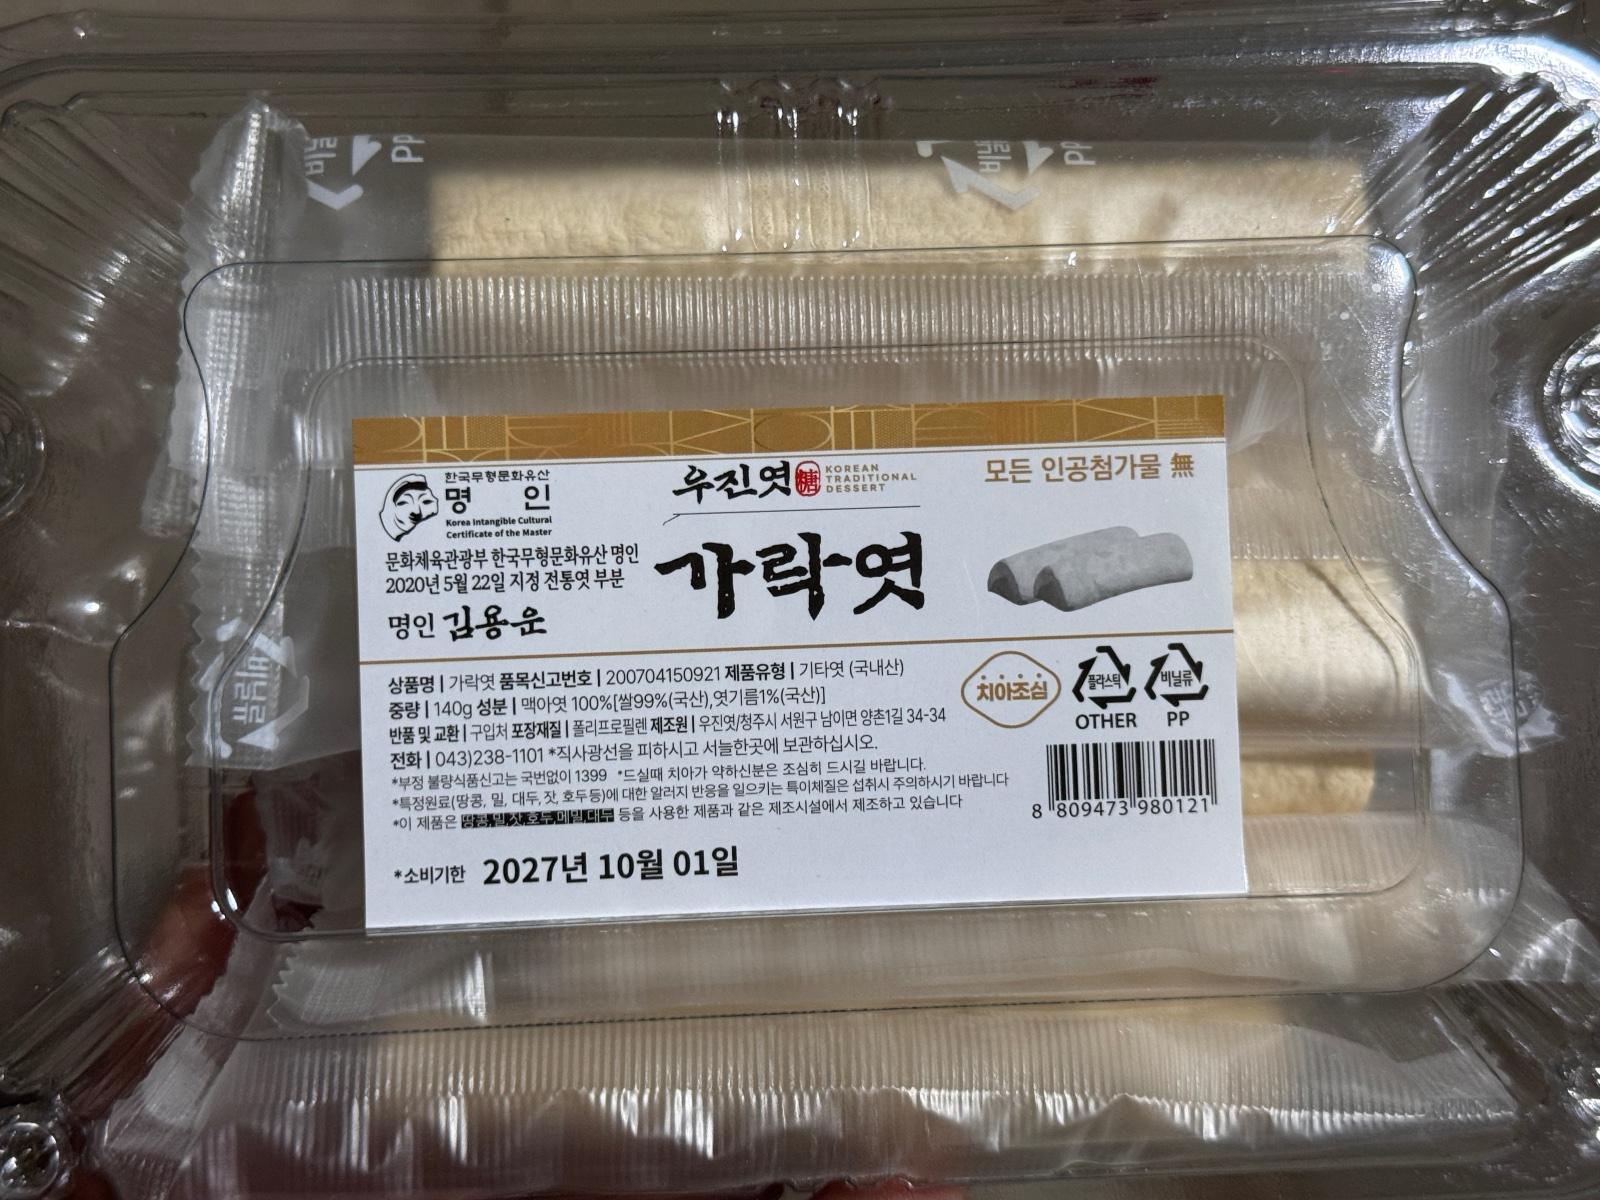 비닐 PP
비닐 PP
한국무형문화유산
명 인
Korea Intangible Cultural
Certificate of the Master
문화체육관광부 한국무형문화유산 명인
2020년 5월 22일 지정 전통엿 부분
명인 김용운
우진엿 糖 KOREAN TRADITIONAL DESSERT
가락엿
모든 인공첨가물 無
상품명 | 가락엿 품목신고번호 | 200704150921 제품유형 | 기타엿 (국내산)
중량 | 140g 성분 | 맥아엿 100%[쌀99%(국산),엿기름1%(국산)]
반품 및 교환 | 구입처 포장재질 | 폴리프로필렌 제조원 | 우진엿/청주시 서원구 남이면 양촌1길 34-34
전화 | 043)238-1101 *직사광선을 피하시고 서늘한곳에 보관하십시오.
*부정 불량식품신고는 국번없이 1399 *드실때 치아가 약하신분은 조심히 드시길 바랍니다.
*특정원료(땅콩, 밀, 대두, 잣, 호두등)에 대한 알러지 반응을 일으키는 특이체질은 섭취시 주의하시기 바랍니다
*이 제품은 땅콩,밀,잣,호두,메밀,대두 등을 사용한 제품과 같은 제조시설에서 제조하고 있습니다
*소비기한 2027년 10월 01일
치아조심
플라스틱 OTHER
비닐류 PP
8 809473 980121
비닐류